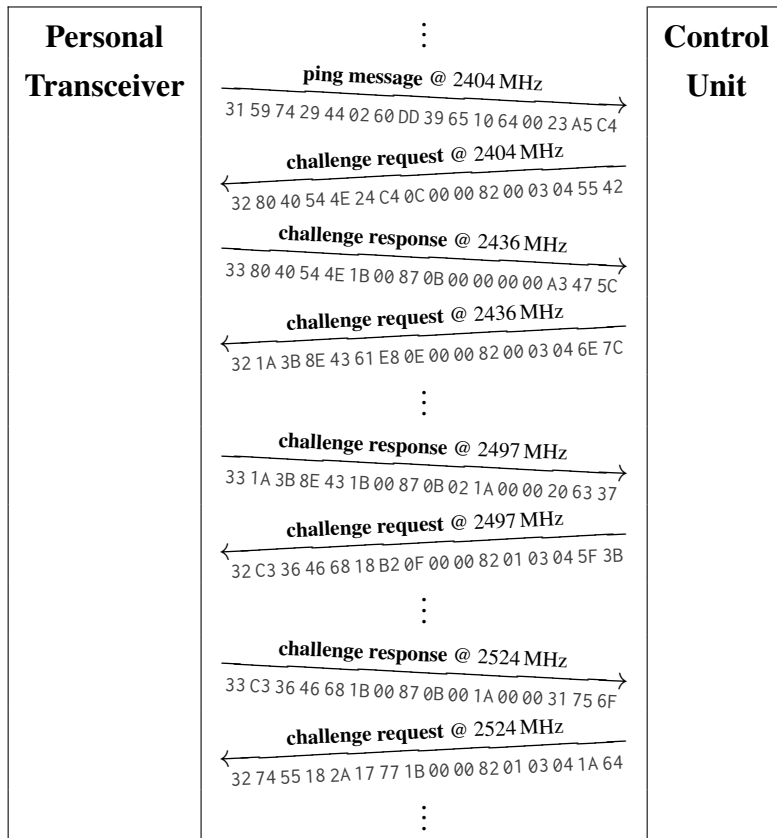 Personal
Transceiver
Control
Unit
ping message @ 2404 MHz
31 59 74 29 44 02 60 DD 39 65 10 64 00 23 A5 C4
challenge request @ 2404 MHz
32 80 40 54 4E 24 C4 0C 00 00 82 00 03 04 55 42
challenge response @ 2436 MHz
33 80 40 54 4E 1B 00 87 0B 00 00 00 00 A3 47 5C
challenge request @ 2436 MHz
32 1A 3B 8E 43 61 E8 0E 00 00 82 00 03 04 6E 7C
challenge response @ 2497 MHz
33 1A 3B 8E 43 1B 00 87 0B 02 1A 00 00 20 63 37
challenge request @ 2497 MHz
32 C3 36 46 68 18 B2 0F 00 00 82 01 03 04 5F 3B
challenge response @ 2524 MHz
33 C3 36 46 68 1B 00 87 0B 00 1A 00 00 31 75 6F
challenge request @ 2524 MHz
32 74 55 18 2A 17 77 1B 00 00 82 01 03 04 1A 64